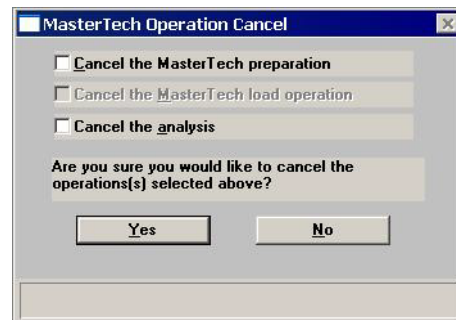 MasterTech Operation Cancel
Cancel the MasterTech preparation
Cancel the MasterTech load operation
Cancel the analysis
Are you sure you would like to cancel the
operations(s) selected above?
Yes
No